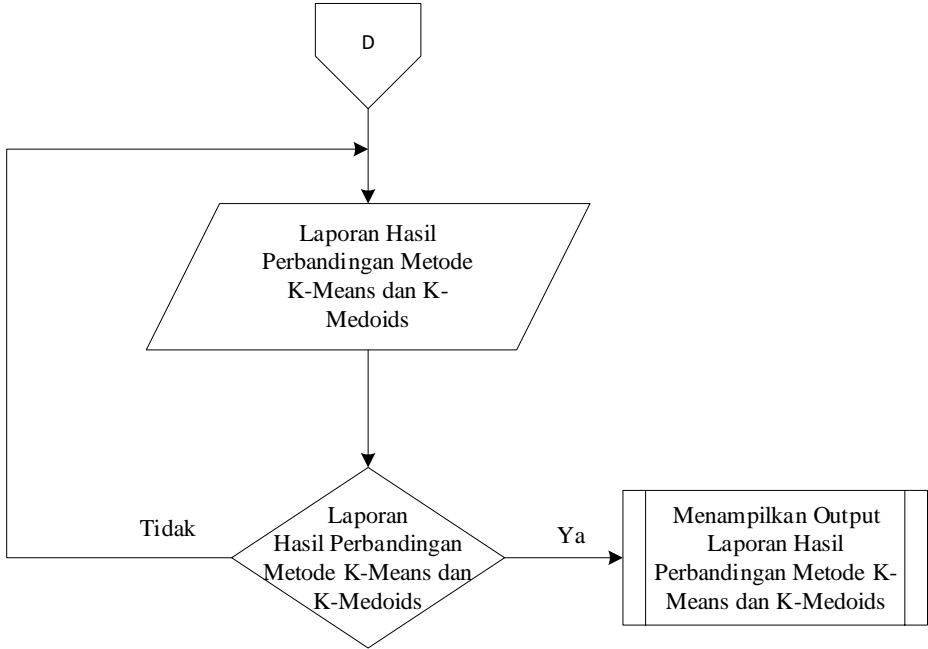 D
Laporan Hasil
Perbandingan Metode
K-Means dan K-
Medoids
Laporan
Hasil Perbandingan
Metode K-Means dan
K-Medoids
Tidak
Ya
Menampilkan Output
Laporan Hasil
Perbandingan Metode K-
Means dan K-Medoids